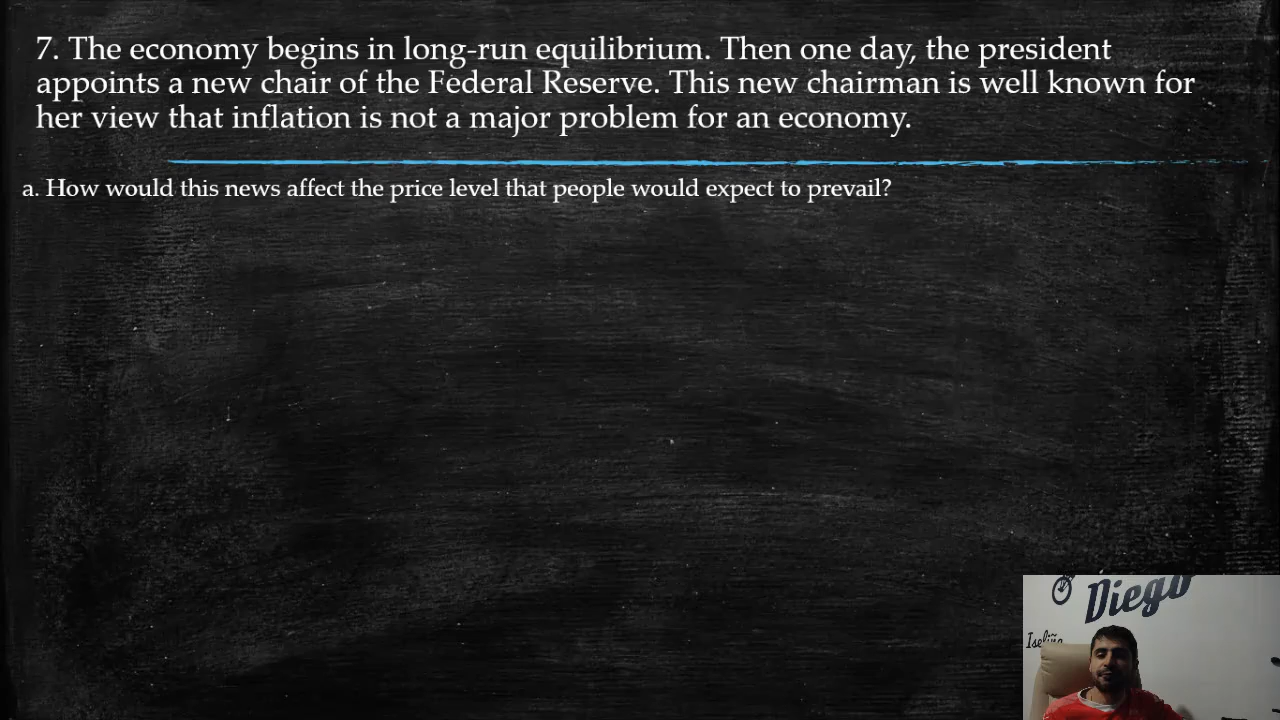 7. The economy begins in long-run equilibrium. Then one day, the president
appoints a new chair of the Federal Reserve. This new chairman is well known for
her view that inflation is not a major problem for an economy.
a. How would this news affect the price level that people would expect to prevail?
Diego
Iseliña